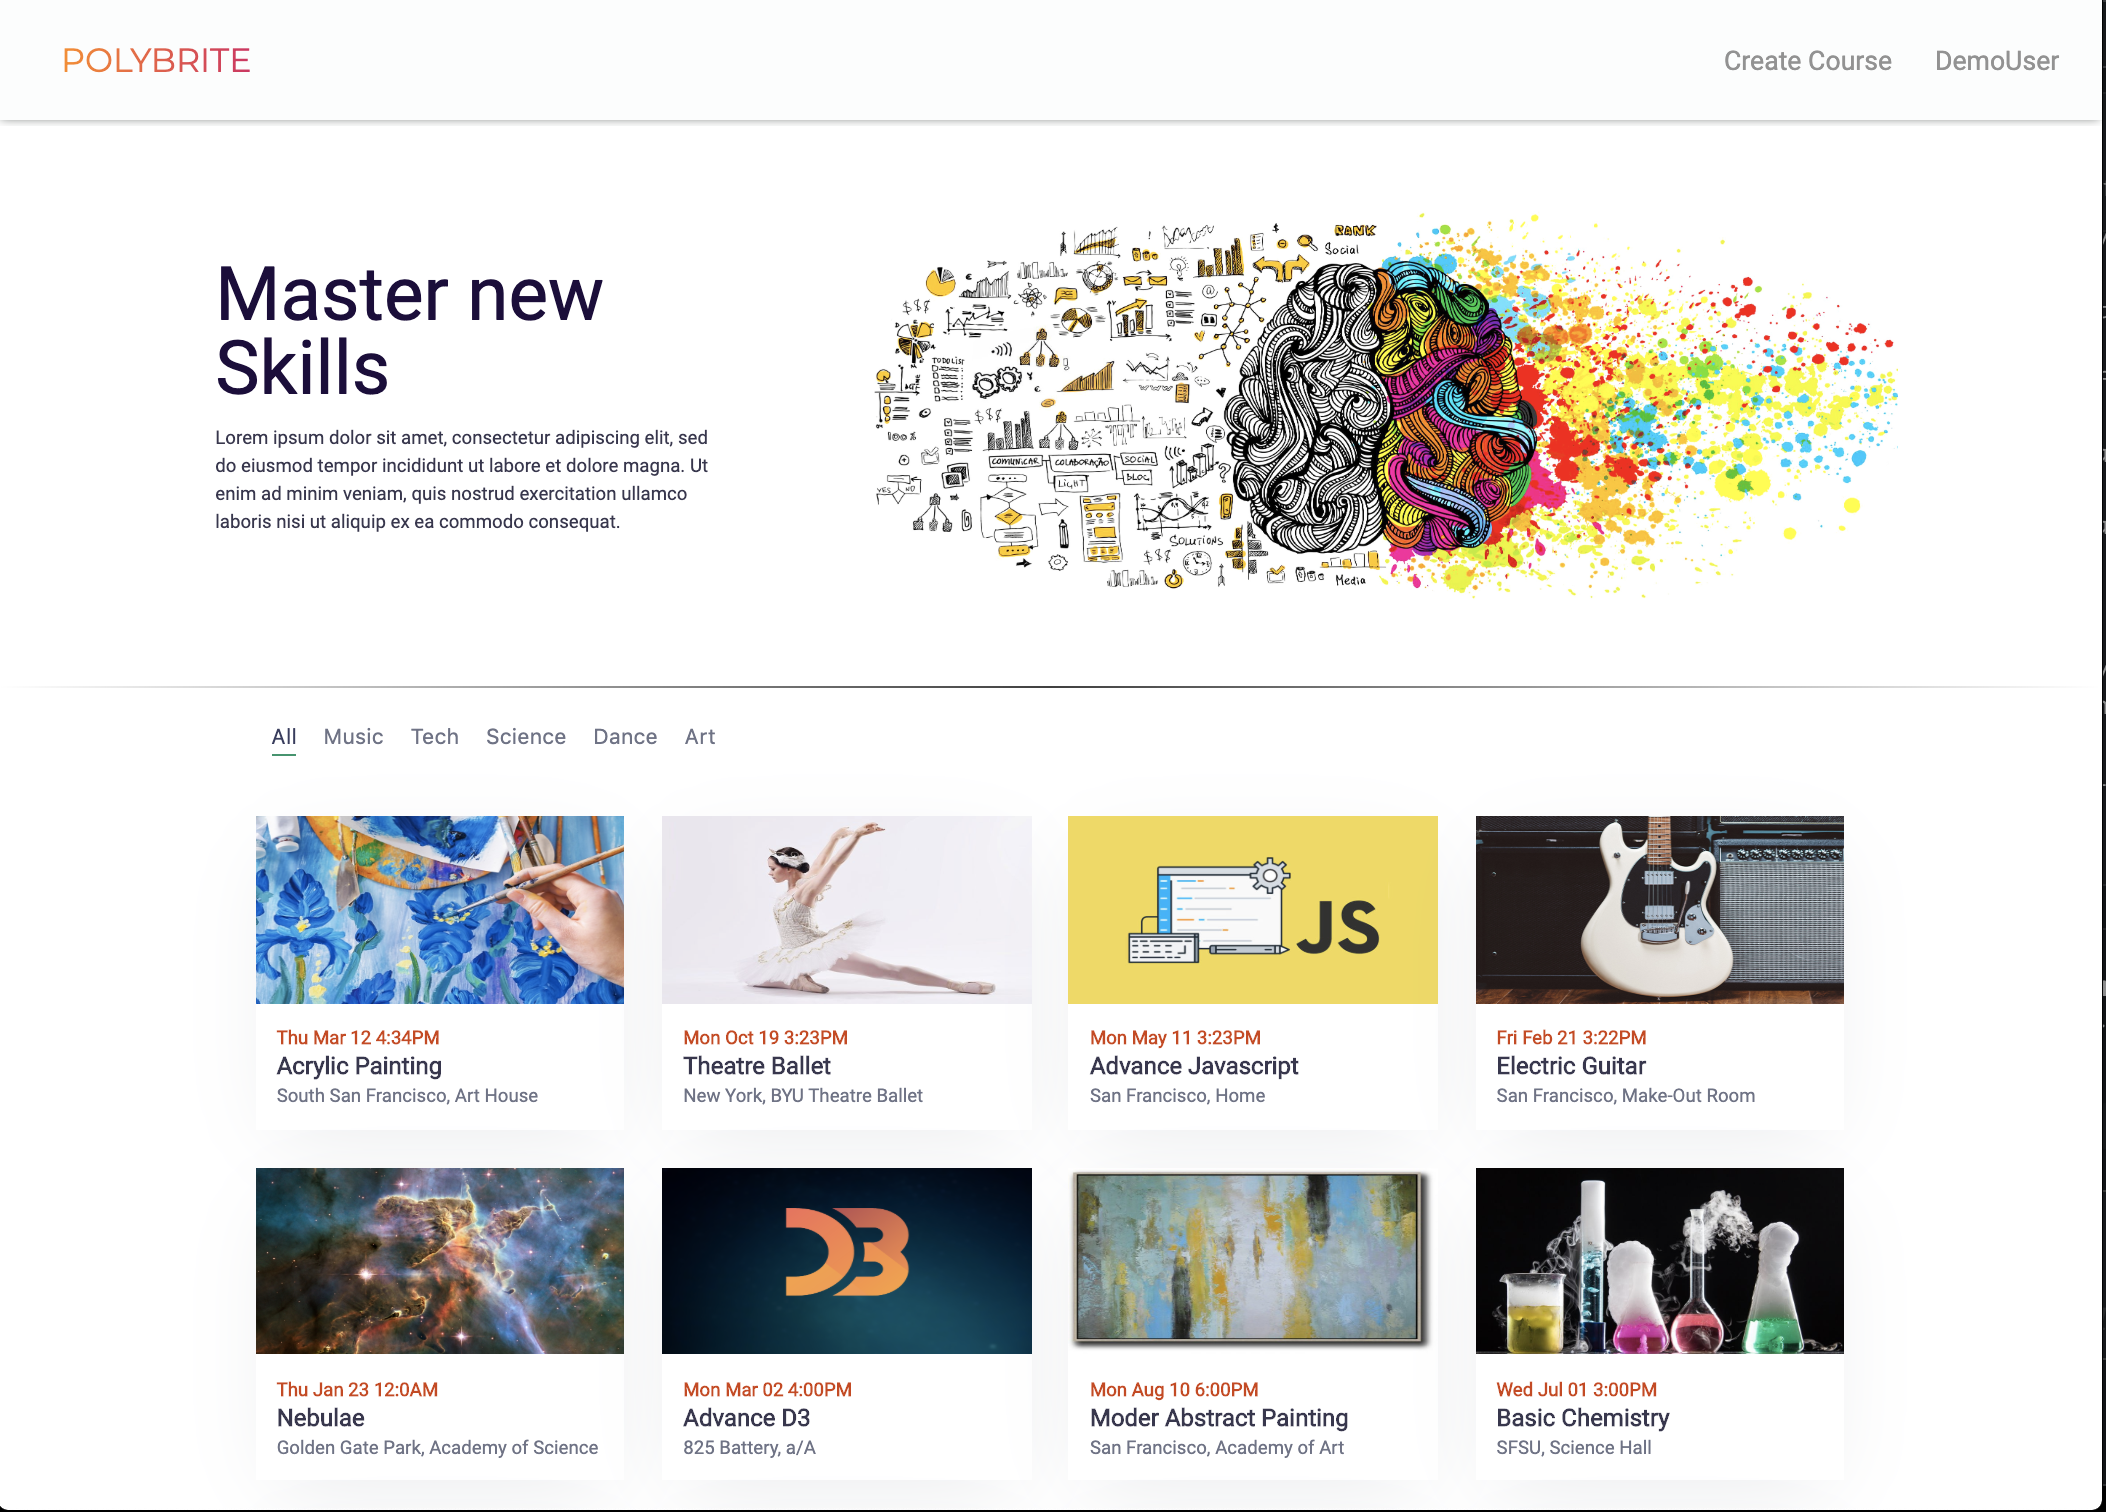 POLYBRITE
Create Course
DemoUser
Master new
Skills
Lorem ipsum dolor sit amet, consectetur adipiscing elit, sed
do eiusmod tempor incididunt ut labore et dolore magna. Ut
enim ad minim veniam, quis nostrud exercitation ullamco
laboris nisi ut aliquip ex ea commodo consequat.
RANK
Social
$$$
TODOLIST
$$$
100%
COMUNICAR
COLABORAÇÃO
SOCIAL
LIGHT
BLOG
YES
NO
SOLUTIONS
$$$
Media
All
Music
Tech
Science
Dance
Art
JS
Thu Mar 12 4:34PM
Acrylic Painting
South San Francisco, Art House
Mon Oct 19 3:23PM
Theatre Ballet
New York, BYU Theatre Ballet
Mon May 11 3:23PM
Advance Javascript
San Francisco, Home
Fri Feb 21 3:22PM
Electric Guitar
San Francisco, Make-Out Room
D3
Thu Jan 23 12:0AM
Nebulae
Golden Gate Park, Academy of Science
Mon Mar 02 4:00PM
Advance D3
825 Battery, a/A
Mon Aug 10 6:00PM
Moder Abstract Painting
San Francisco, Academy of Art
Wed Jul 01 3:00PM
Basic Chemistry
SFSU, Science Hall